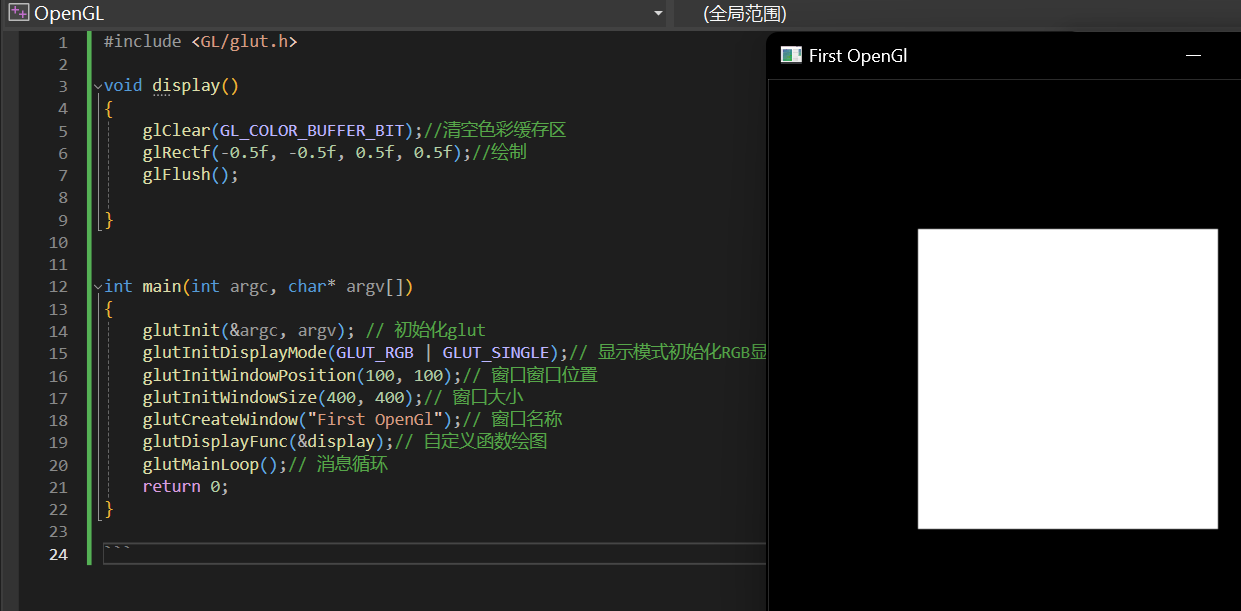 OpenGL
(全局范围)
1 #include <GL/glut.h>
2
3 void display()
4 {
5 glClear(GL_COLOR_BUFFER_BIT);//清空色彩缓存区
6 glRectf(-0.5f, -0.5f, 0.5f, 0.5f);//绘制
7 glFlush();
8
9 }
10
11
12 int main(int argc, char* argv[])
13 {
14 glutInit(&argc, argv); // 初始化glut
15 glutInitDisplayMode(GLUT_RGB | GLUT_SINGLE);// 显示模式初始化RGB显
16 glutInitWindowPosition(100, 100);// 窗口窗口位置
17 glutInitWindowSize(400, 400);// 窗口大小
18 glutCreateWindow("First OpenGl");// 窗口名称
19 glutDisplayFunc(&display);// 自定义函数绘图
20 glutMainLoop();// 消息循环
21 return 0;
22 }
23
24 ```
First OpenGl